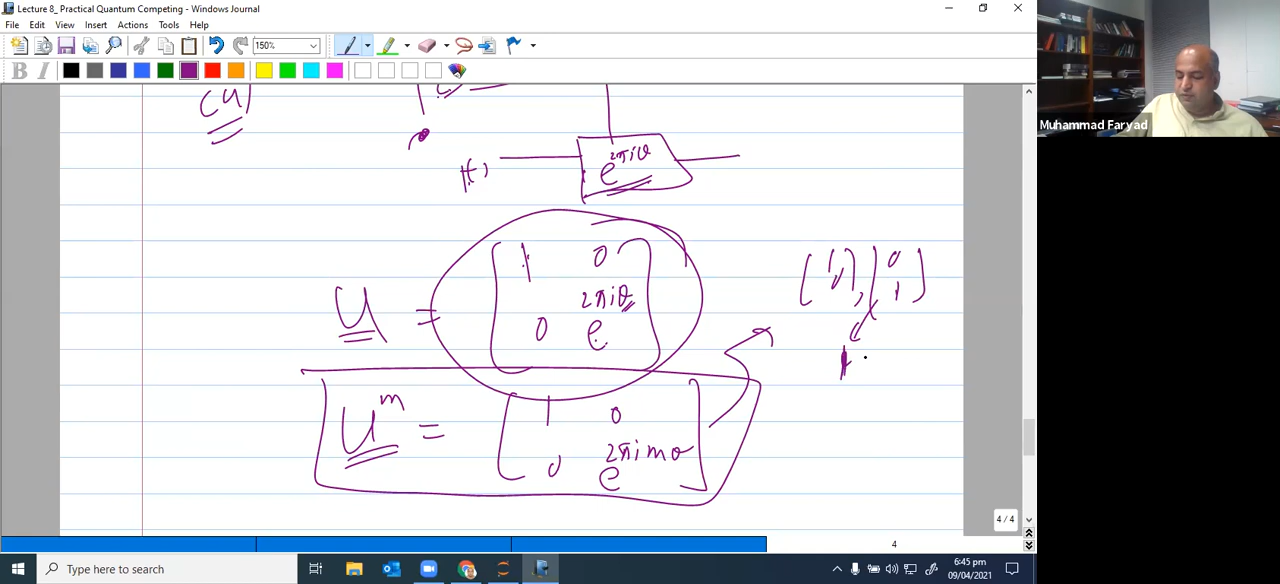 Lecture 8_ Practical Quantum Competing - Windows Journal
File Edit View Insert Actions Tools Help
150%
B I
Muhammad Faryad
cu
e^{2πiθ}
U = [1 0
0 e^{2πiθ}]
[1 0], [0 1]
U^m = [1 0
0 e^{2πimθ}]
4 / 4
4
Type here to search
6:45 pm
09/04/2021